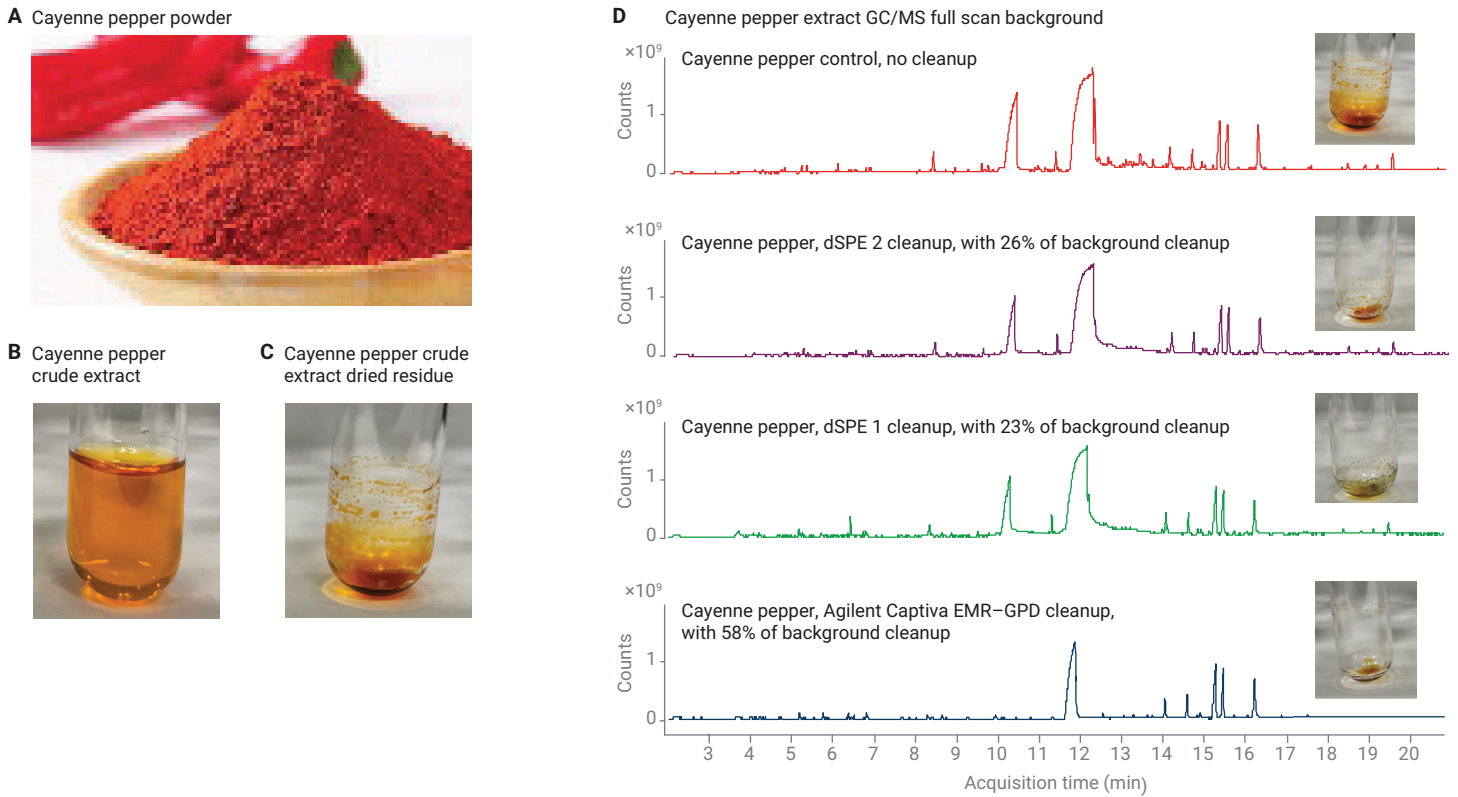 A Cayenne pepper powder
B Cayenne pepper
crude extract
C Cayenne pepper crude
extract dried residue
D Cayenne pepper extract GC/MS full scan background
×10⁹
Counts
1
0
Cayenne pepper control, no cleanup
×10⁹
Counts
1
0
Cayenne pepper, dSPE 2 cleanup, with 26% of background cleanup
×10⁹
Counts
1
0
Cayenne pepper, dSPE 1 cleanup, with 23% of background cleanup
×10⁹
Counts
1
0
Cayenne pepper, Agilent Captiva EMR–GPD cleanup,
with 58% of background cleanup
3 4 5 6 7 8 9 10 11 12 13 14 15 16 17 18 19 20
Acquisition time (min)